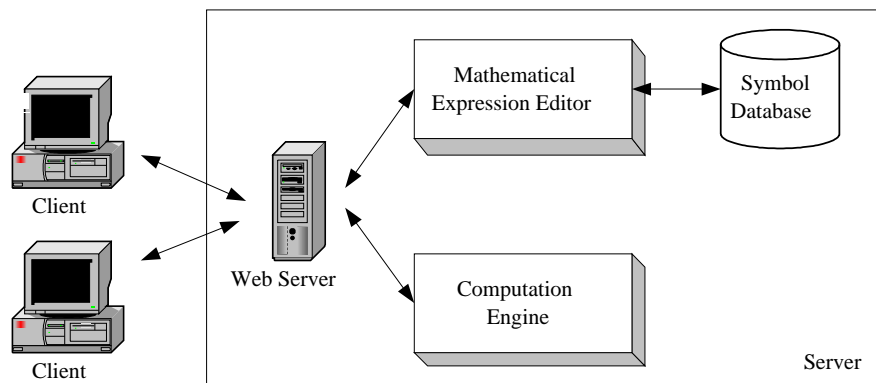 Mathematical
Expression Editor
Symbol
Database
Client
Web Server
Computation
Engine
Client
Server